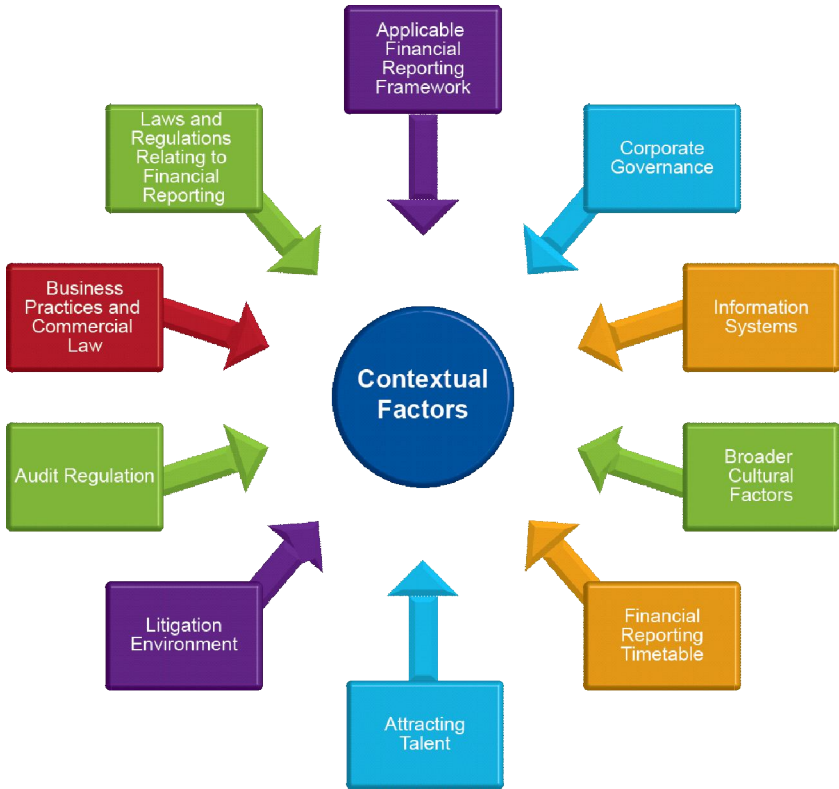 Applicable
Financial
Reporting
Framework
Laws and
Regulations
Relating to
Financial
Reporting
Corporate
Governance
Business
Practices and
Commercial
Law
Information
Systems
Contextual
Factors
Audit Regulation
Broader
Cultural
Factors
Litigation
Environment
Financial
Reporting
Timetable
Attracting
Talent